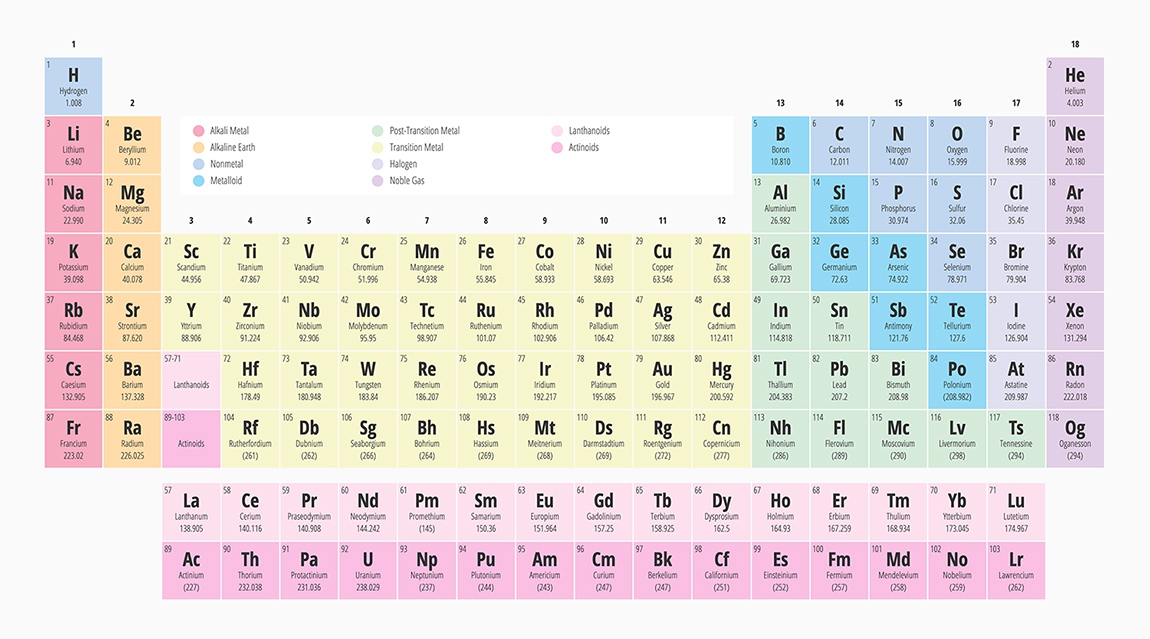 1 18
1 H Hydrogen 1.008
2 He Helium 4.003
2 13 14 15 16 17
3 Li Lithium 6.940
4 Be Beryllium 9.012
Alkali Metal
Alkaline Earth
Nonmetal
Metalloid
Post-Transition Metal
Transition Metal
Halogen
Noble Gas
Lanthanoids
Actinoids
5 B Boron 10.810
6 C Carbon 12.011
7 N Nitrogen 14.007
8 O Oxygen 15.999
9 F Fluorine 18.998
10 Ne Neon 20.180
11 Na Sodium 22.990
12 Mg Magnesium 24.305
13 Al Aluminium 26.982
14 Si Silicon 28.085
15 P Phosphorus 30.974
16 S Sulfur 32.06
17 Cl Chlorine 35.45
18 Ar Argon 39.948
3 4 5 6 7 8 9 10 11 12
19 K Potassium 39.098
20 Ca Calcium 40.078
21 Sc Scandium 44.956
22 Ti Titanium 47.867
23 V Vanadium 50.942
24 Cr Chromium 51.996
25 Mn Manganese 54.938
26 Fe Iron 55.845
27 Co Cobalt 58.933
28 Ni Nickel 58.693
29 Cu Copper 63.546
30 Zn Zinc 65.38
31 Ga Gallium 69.723
32 Ge Germanium 72.63
33 As Arsenic 74.922
34 Se Selenium 78.971
35 Br Bromine 79.904
36 Kr Krypton 83.768
37 Rb Rubidium 84.468
38 Sr Strontium 87.620
39 Y Yttrium 88.906
40 Zr Zirconium 91.224
41 Nb Niobium 92.906
42 Mo Molybdenum 95.95
43 Tc Technetium 98.907
44 Ru Ruthenium 101.07
45 Rh Rhodium 102.906
46 Pd Palladium 106.42
47 Ag Silver 107.868
48 Cd Cadmium 112.411
49 In Indium 114.818
50 Sn Tin 118.711
51 Sb Antimony 121.76
52 Te Tellurium 127.6
53 I Iodine 126.904
54 Xe Xenon 131.294
55 Cs Caesium 132.905
56 Ba Barium 137.328
57-71 Lanthanoids
72 Hf Hafnium 178.49
73 Ta Tantalum 180.948
74 W Tungsten 183.84
75 Re Rhenium 186.207
76 Os Osmium 190.23
77 Ir Iridium 192.217
78 Pt Platinum 195.085
79 Au Gold 196.967
80 Hg Mercury 200.592
81 Tl Thallium 204.383
82 Pb Lead 207.2
83 Bi Bismuth 208.98
84 Po Polonium (208.982)
85 At Astatine 209.987
86 Rn Radon 222.018
87 Fr Francium 223.02
88 Ra Radium 226.025
89-103 Actinoids
104 Rf Rutherfordium (261)
105 Db Dubnium (262)
106 Sg Seaborgium (266)
107 Bh Bohrium (264)
108 Hs Hassium (269)
109 Mt Meitnerium (268)
110 Ds Darmstadtium (269)
111 Rg Roentgenium (272)
112 Cn Copernicium (277)
113 Nh Nihonium (286)
114 Fl Flerovium (289)
115 Mc Moscovium (290)
116 Lv Livermorium (298)
117 Ts Tennessine (294)
118 Og Oganesson (294)
57 La Lanthanum 138.905
58 Ce Cerium 140.116
59 Pr Praseodymium 140.908
60 Nd Neodymium 144.242
61 Pm Promethium (145)
62 Sm Samarium 150.36
63 Eu Europium 151.964
64 Gd Gadolinium 157.25
65 Tb Terbium 158.925
66 Dy Dysprosium 162.5
67 Ho Holmium 164.93
68 Er Erbium 167.259
69 Tm Thulium 168.934
70 Yb Ytterbium 173.045
71 Lu Lutetium 174.967
89 Ac Actinium (227)
90 Th Thorium 232.038
91 Pa Protactinium 231.036
92 U Uranium 238.029
93 Np Neptunium (237)
94 Pu Plutonium (244)
95 Am Americium (243)
96 Cm Curium (247)
97 Bk Berkelium (247)
98 Cf Californium (251)
99 Es Einsteinium (252)
100 Fm Fermium (257)
101 Md Mendelevium (258)
102 No Nobelium (259)
103 Lr Lawrencium (262)